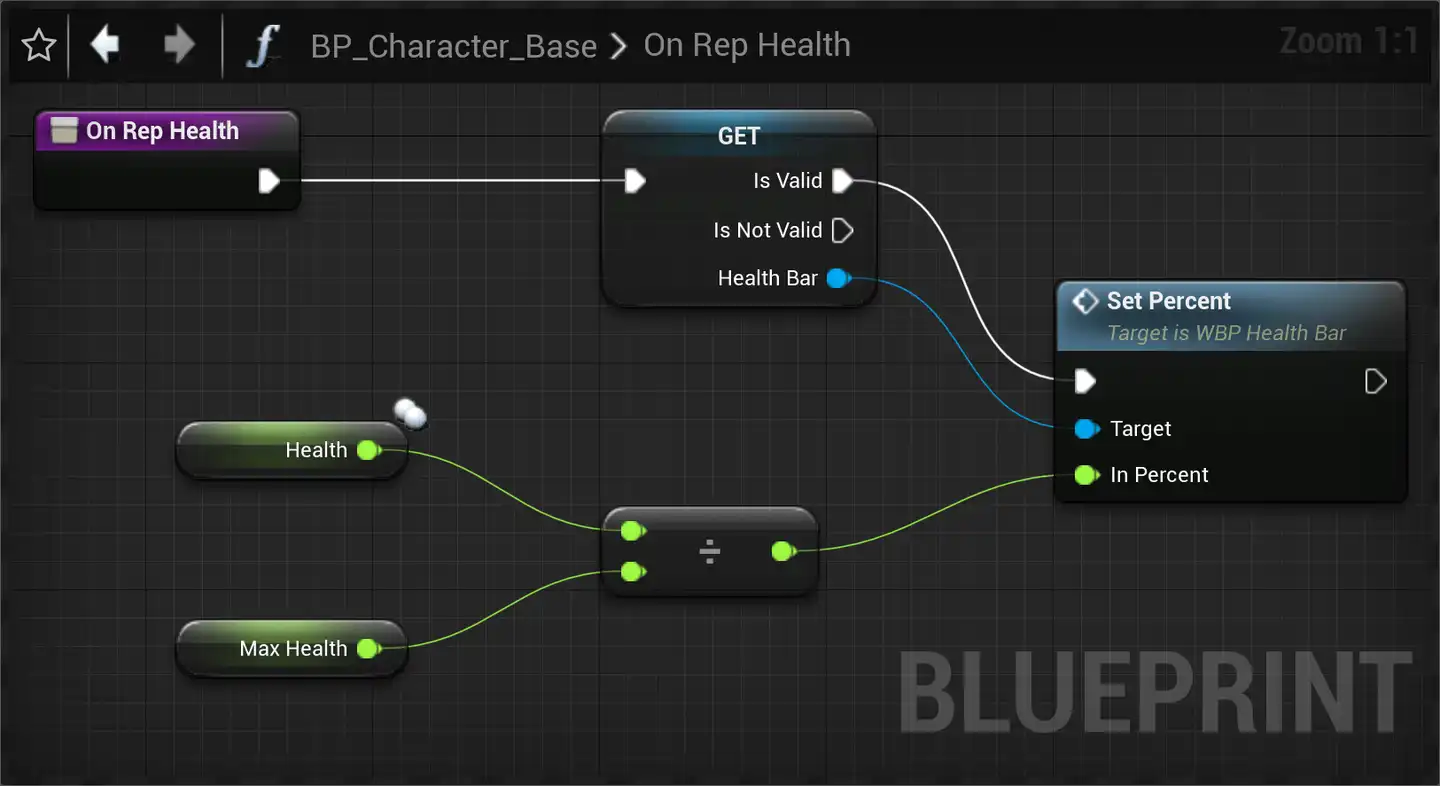 BP_Character_Base > On Rep Health
Zoom 1:1
On Rep Health
GET
Is Valid
Is Not Valid
Health Bar
Set Percent
Target is WBP Health Bar
Target
In Percent
Health
÷
Max Health
BLUEPRINT